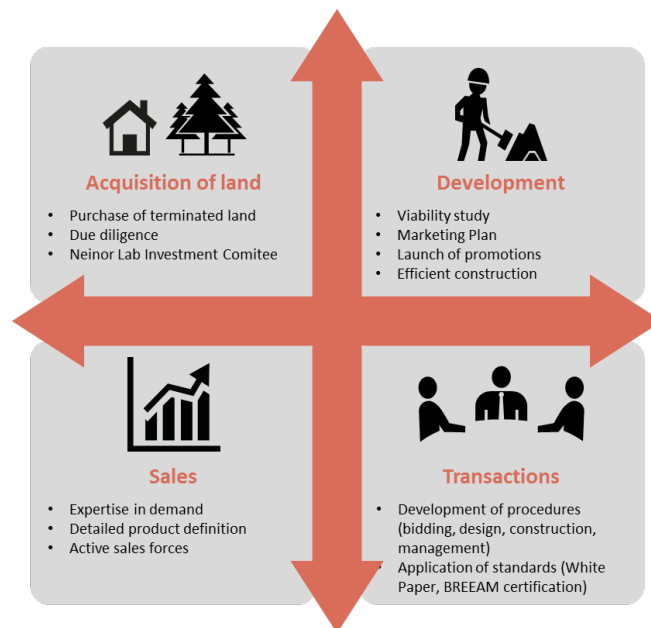 Acquisition of land
• Purchase of terminated land
• Due diligence
• Neinor Lab Investment Comitee
Development
• Viability study
• Marketing Plan
• Launch of promotions
• Efficient construction
Sales
• Expertise in demand
• Detailed product definition
• Active sales forces
Transactions
• Development of procedures
(bidding, design, construction,
management)
• Application of standards (White
Paper, BREEAM certification)